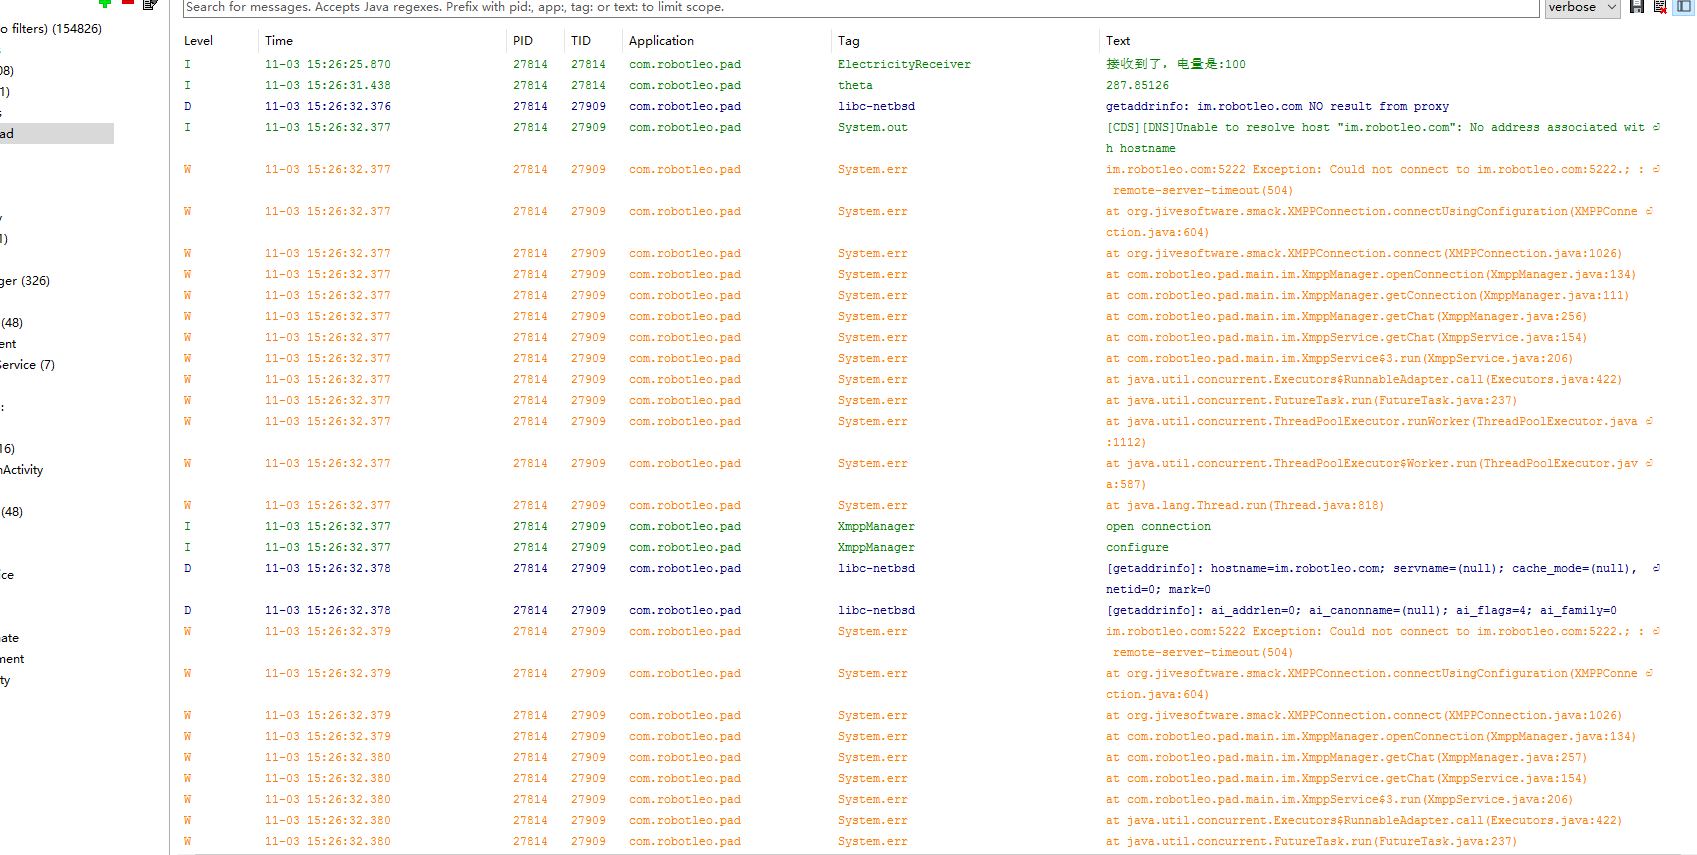 Search for messages. Accepts Java regexes. Prefix with pid:, app:, tag: or text: to limit scope. verbose
o filters) (154826)
Level Time PID TID Application Tag Text
I 11-03 15:26:25.870 27814 27814 com.robotleo.pad ElectricityReceiver 接收到了，电量是:100
08)
I 11-03 15:26:31.438 27814 27814 com.robotleo.pad theta 287.85126
1)
D 11-03 15:26:32.376 27814 27909 com.robotleo.pad libc-netbsd getaddrinfo: im.robotleo.com NO result from proxy
s
I 11-03 15:26:32.377 27814 27909 com.robotleo.pad System.out [CDS][DNS]Unable to resolve host "im.robotleo.com": No address associated wit
ad
h hostname
W 11-03 15:26:32.377 27814 27909 com.robotleo.pad System.err im.robotleo.com:5222 Exception: Could not connect to im.robotleo.com:5222.; :
remote-server-timeout(504)
W 11-03 15:26:32.377 27814 27909 com.robotleo.pad System.err at org.jivesoftware.smack.XMPPConnection.connectUsingConfiguration(XMPPConne
y
ction.java:604)
1)
W 11-03 15:26:32.377 27814 27909 com.robotleo.pad System.err at org.jivesoftware.smack.XMPPConnection.connect(XMPPConnection.java:1026)
W 11-03 15:26:32.377 27814 27909 com.robotleo.pad System.err at com.robotleo.pad.main.im.XmppManager.openConnection(XmppManager.java:134)
ger (326)
W 11-03 15:26:32.377 27814 27909 com.robotleo.pad System.err at com.robotleo.pad.main.im.XmppManager.getConnection(XmppManager.java:111)
W 11-03 15:26:32.377 27814 27909 com.robotleo.pad System.err at com.robotleo.pad.main.im.XmppManager.getChat(XmppManager.java:256)
(48)
W 11-03 15:26:32.377 27814 27909 com.robotleo.pad System.err at com.robotleo.pad.main.im.XmppService.getChat(XmppService.java:154)
ent
W 11-03 15:26:32.377 27814 27909 com.robotleo.pad System.err at com.robotleo.pad.main.im.XmppService$3.run(XmppService.java:206)
Service (7)
W 11-03 15:26:32.377 27814 27909 com.robotleo.pad System.err at java.util.concurrent.Executors$RunnableAdapter.call(Executors.java:422)
W 11-03 15:26:32.377 27814 27909 com.robotleo.pad System.err at java.util.concurrent.FutureTask.run(FutureTask.java:237)
:
W 11-03 15:26:32.377 27814 27909 com.robotleo.pad System.err at java.util.concurrent.ThreadPoolExecutor.runWorker(ThreadPoolExecutor.java
:1112)
16)
W 11-03 15:26:32.377 27814 27909 com.robotleo.pad System.err at java.util.concurrent.ThreadPoolExecutor$Worker.run(ThreadPoolExecutor.jav
nActivity
a:587)
W 11-03 15:26:32.377 27814 27909 com.robotleo.pad System.err at java.lang.Thread.run(Thread.java:818)
(48)
I 11-03 15:26:32.377 27814 27909 com.robotleo.pad XmppManager open connection
I 11-03 15:26:32.377 27814 27909 com.robotleo.pad XmppManager configure
D 11-03 15:26:32.378 27814 27909 com.robotleo.pad libc-netbsd [getaddrinfo]: hostname=im.robotleo.com; servname=(null); cache_mode=(null),
ice
netid=0; mark=0
D 11-03 15:26:32.378 27814 27909 com.robotleo.pad libc-netbsd [getaddrinfo]: ai_addrlen=0; ai_canonname=(null); ai_flags=4; ai_family=0
W 11-03 15:26:32.379 27814 27909 com.robotleo.pad System.err im.robotleo.com:5222 Exception: Could not connect to im.robotleo.com:5222.; :
ate
remote-server-timeout(504)
ment
W 11-03 15:26:32.379 27814 27909 com.robotleo.pad System.err at org.jivesoftware.smack.XMPPConnection.connectUsingConfiguration(XMPPConne
ty
ction.java:604)
W 11-03 15:26:32.379 27814 27909 com.robotleo.pad System.err at org.jivesoftware.smack.XMPPConnection.connect(XMPPConnection.java:1026)
W 11-03 15:26:32.379 27814 27909 com.robotleo.pad System.err at com.robotleo.pad.main.im.XmppManager.openConnection(XmppManager.java:134)
W 11-03 15:26:32.380 27814 27909 com.robotleo.pad System.err at com.robotleo.pad.main.im.XmppManager.getChat(XmppManager.java:257)
W 11-03 15:26:32.380 27814 27909 com.robotleo.pad System.err at com.robotleo.pad.main.im.XmppService.getChat(XmppService.java:154)
W 11-03 15:26:32.380 27814 27909 com.robotleo.pad System.err at com.robotleo.pad.main.im.XmppService$3.run(XmppService.java:206)
W 11-03 15:26:32.380 27814 27909 com.robotleo.pad System.err at java.util.concurrent.Executors$RunnableAdapter.call(Executors.java:422)
W 11-03 15:26:32.380 27814 27909 com.robotleo.pad System.err at java.util.concurrent.FutureTask.run(FutureTask.java:237)